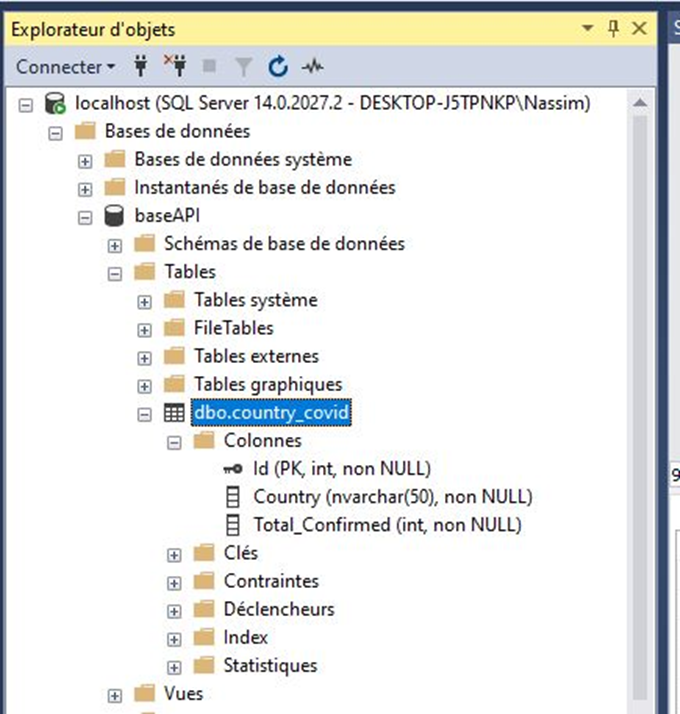 Explorateur d'objets
Connecter
localhost (SQL Server 14.0.2027.2 - DESKTOP-J5TPNKP\Nassim)
Bases de données
Bases de données système
Instantanés de base de données
baseAPI
Schémas de base de données
Tables
Tables système
FileTables
Tables externes
Tables graphiques
dbo.country_covid
Colonnes
Id (PK, int, non NULL)
Country (nvarchar(50), non NULL)
Total_Confirmed (int, non NULL)
Clés
Contraintes
Déclencheurs
Index
Statistiques
Vues